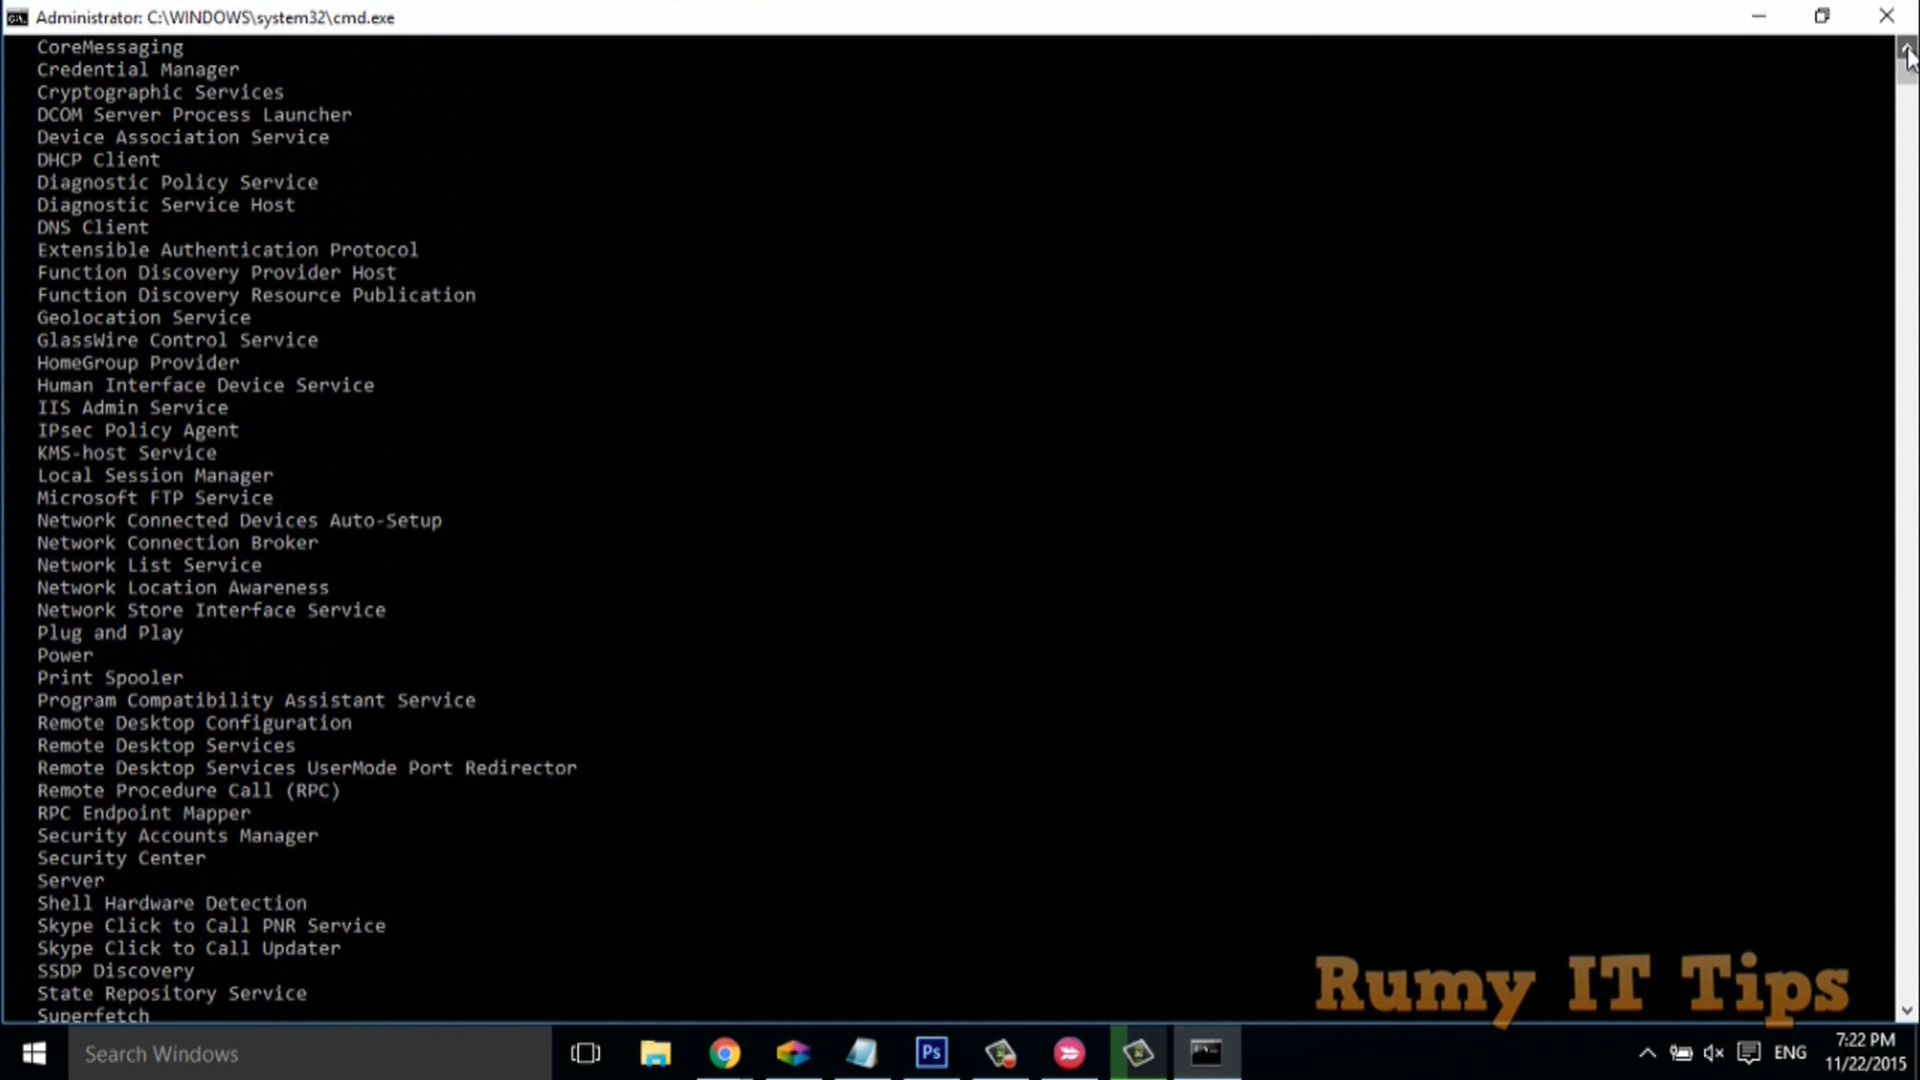 Administrator: C:\WINDOWS\system32\cmd.exe
CoreMessaging
Credential Manager
Cryptographic Services
DCOM Server Process Launcher
Device Association Service
DHCP Client
Diagnostic Policy Service
Diagnostic Service Host
DNS Client
Extensible Authentication Protocol
Function Discovery Provider Host
Function Discovery Resource Publication
Geolocation Service
GlassWire Control Service
HomeGroup Provider
Human Interface Device Service
IIS Admin Service
IPsec Policy Agent
KMS-host Service
Local Session Manager
Microsoft FTP Service
Network Connected Devices Auto-Setup
Network Connection Broker
Network List Service
Network Location Awareness
Network Store Interface Service
Plug and Play
Power
Print Spooler
Program Compatibility Assistant Service
Remote Desktop Configuration
Remote Desktop Services
Remote Desktop Services UserMode Port Redirector
Remote Procedure Call (RPC)
RPC Endpoint Mapper
Security Accounts Manager
Security Center
Server
Shell Hardware Detection
Skype Click to Call PNR Service
Skype Click to Call Updater
SSDP Discovery
State Repository Service
Superfetch
Rumy IT Tips
Search Windows
Ps
ENG
7:22 PM
11/22/2015